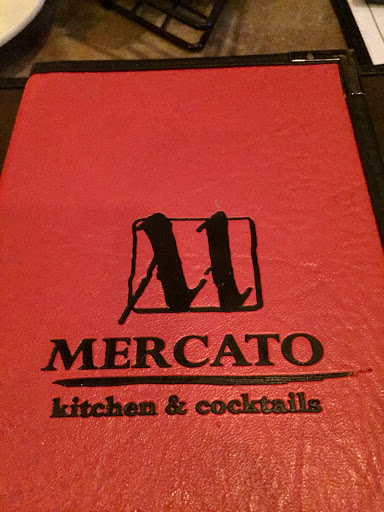 M
MERCATO
kitchen & cocktails